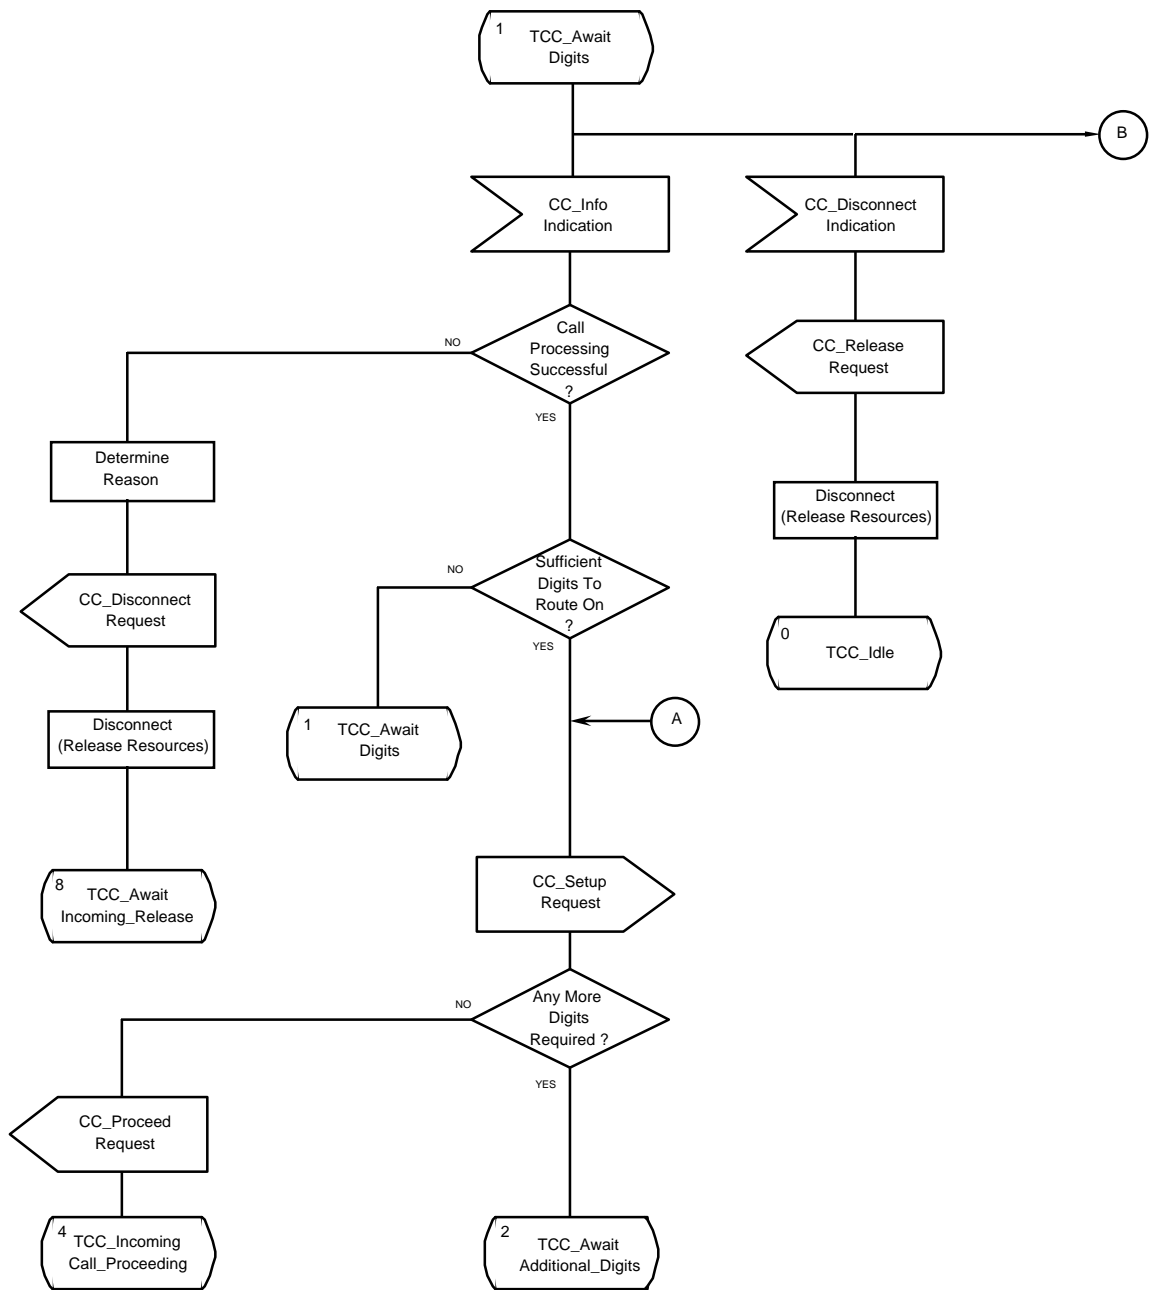 1
TCC_Await
Digits
B
CC_Info
Indication
CC_Disconnect
Indication
Call
Processing
Successful
?
NO
YES
CC_Release
Request
Determine
Reason
Disconnect
(Release Resources)
Sufficient
Digits To
Route On
?
NO
YES
CC_Disconnect
Request
0
TCC_Idle
Disconnect
(Release Resources)
1
TCC_Await
Digits
A
8
TCC_Await
Incoming_Release
CC_Setup
Request
Any More
Digits
Required ?
NO
YES
CC_Proceed
Request
4
TCC_Incoming
Call_Proceeding
2
TCC_Await
Additional_Digits